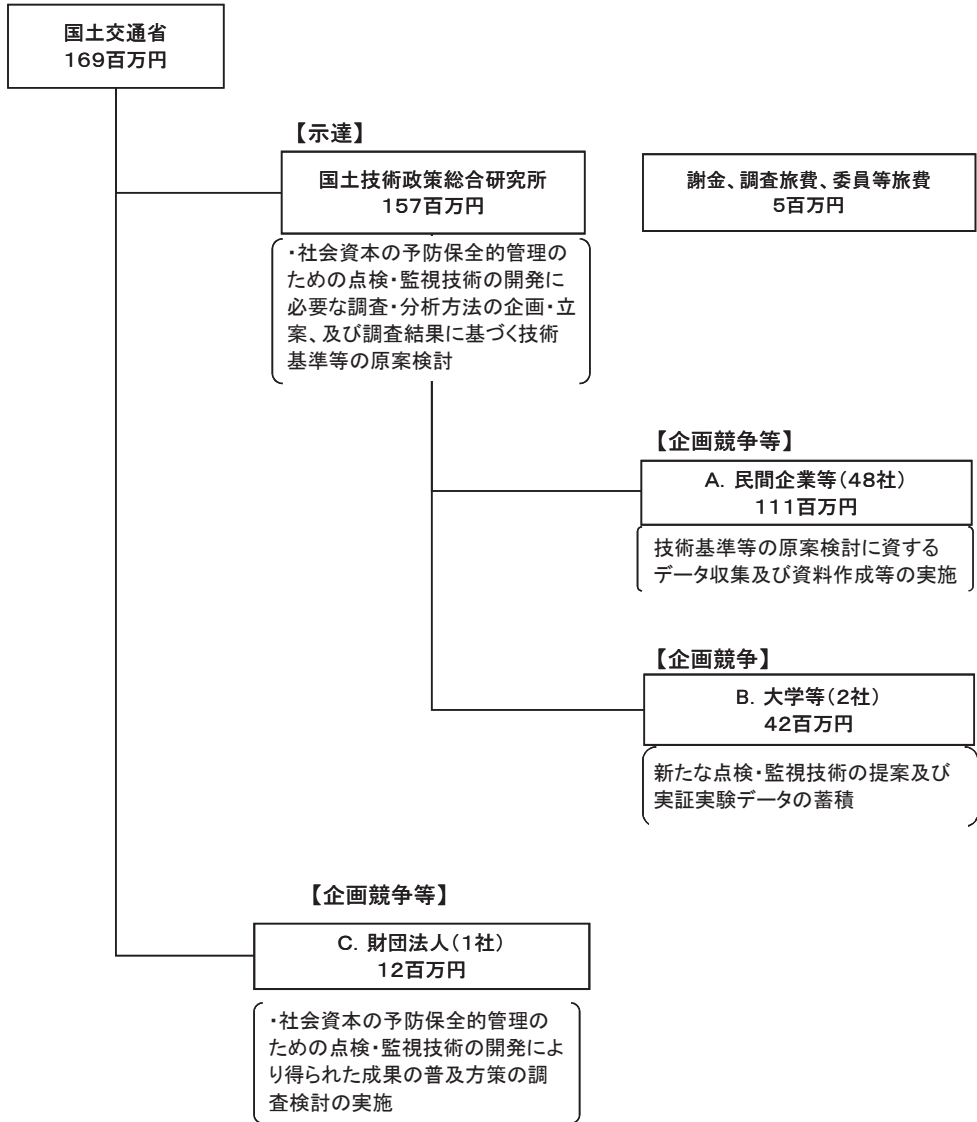 国土交通省
169百万円
【示達】
国土技術政策総合研究所
157百万円
謝金、調査旅費、委員等旅費
5百万円
・社会資本の予防保全的管理の
ための点検・監視技術の開発に
必要な調査・分析方法の企画・立
案、及び調査結果に基づく技術
基準等の原案検討
【企画競争等】
A. 民間企業等(48社)
111百万円
技術基準等の原案検討に資する
データ収集及び資料作成等の実施
【企画競争】
B. 大学等(2社)
42百万円
新たな点検・監視技術の提案及び
実証実験データの蓄積
【企画競争等】
C. 財団法人(1社)
12百万円
・社会資本の予防保全的管理の
ための点検・監視技術の開発によ
り得られた成果の普及方策の調
査検討の実施